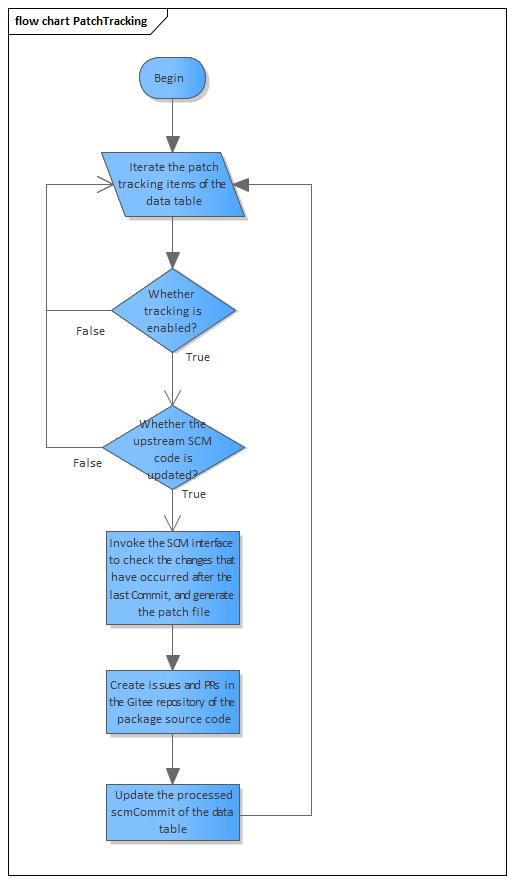 flow chart PatchTracking
Begin
Iterate the patch
tracking items of the
data table
Whether
tracking is
enabled?
False
True
Whether the
upstream SCM
code is
updated?
False
True
Invoke the SCM interface
to check the changes that
have occurred after the
last Commit, and generate
the patch file
Create issues and PRs in
the Gitee repository of the
package source code
Update the processed
scmCommit of the data
table